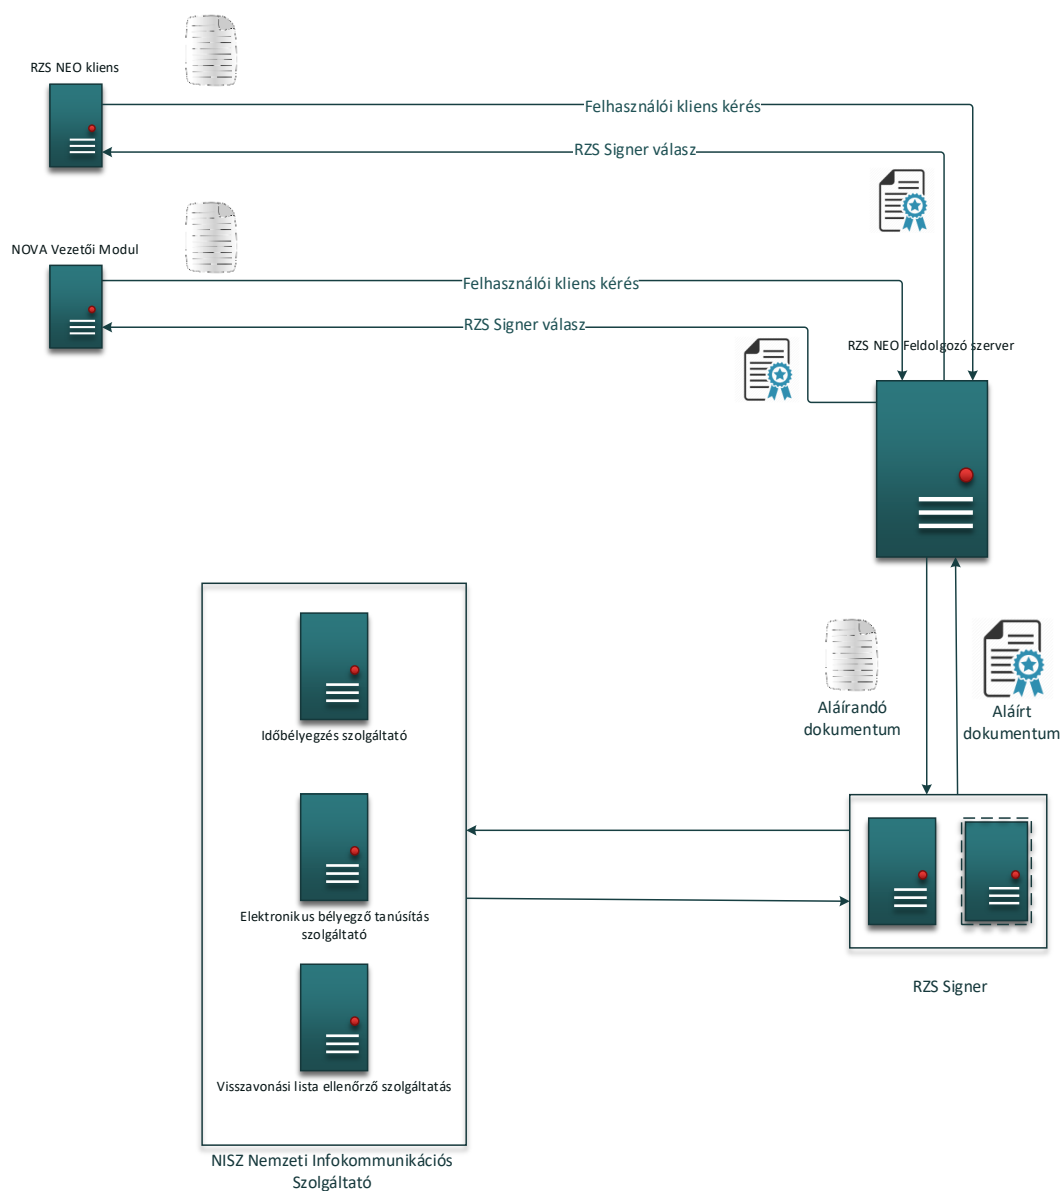 RZS NEO kliens
Felhasználói kliens kérés
RZS Signer válasz
NOVA Vezetői Modul
Felhasználói kliens kérés
RZS Signer válasz
RZS NEO Feldolgozó szerver
Aláírandó
dokumentum
Aláírt
dokumentum
Időbélyegzés szolgáltató
Elektronikus bélyegző tanúsítás
szolgáltató
Visszavonási lista ellenőrző szolgáltatás
RZS Signer
NISZ Nemzeti Infokommunikációs
Szolgáltató